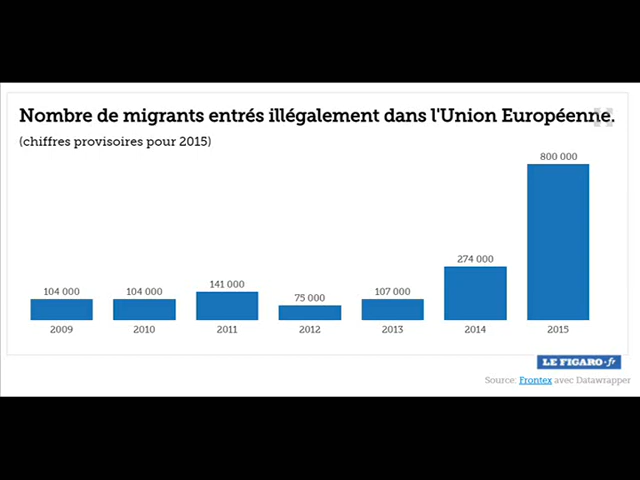 Nombre de migrants entrés illégalement dans l'Union Européenne.
(chiffres provisoires pour 2015)
800 000
274 000
141 000
104 000 104 000 107 000
75 000
2009 2010 2011 2012 2013 2014 2015
LE FIGARO·fr
Source: Frontex avec Datawrapper